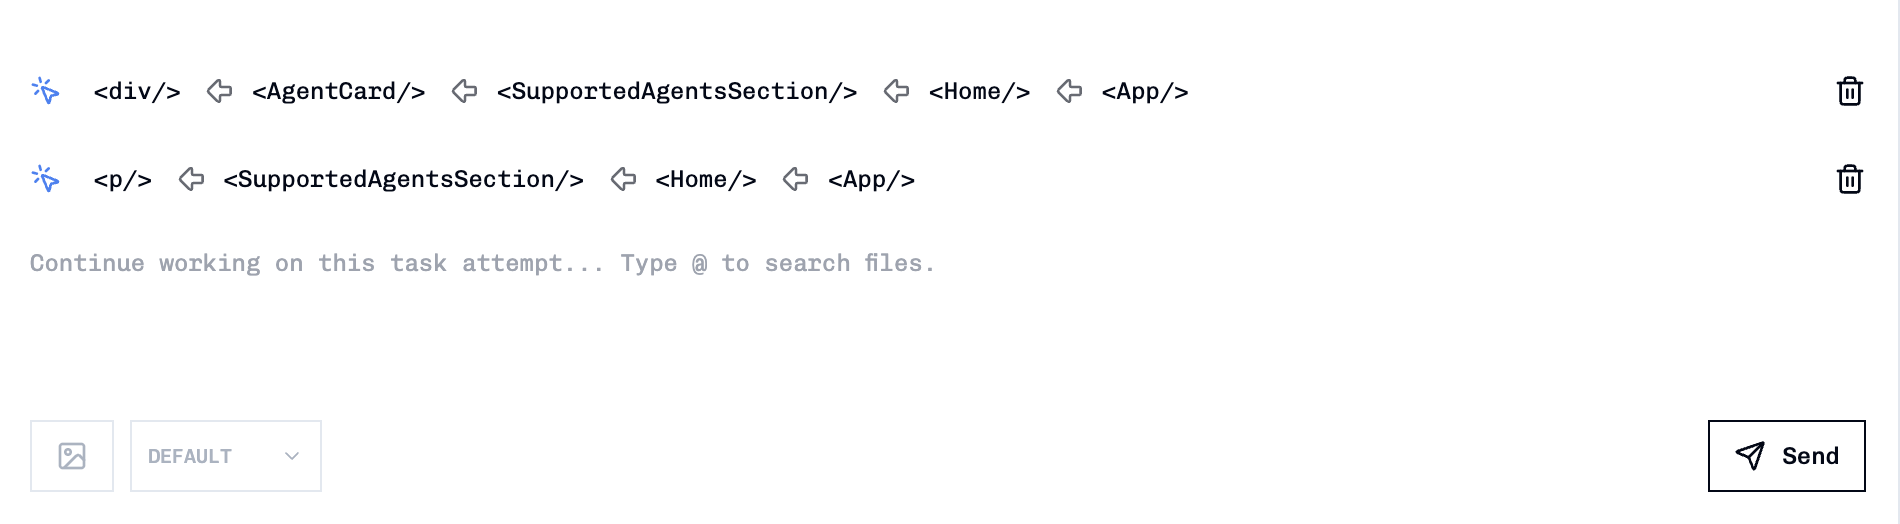 <div/> <AgentCard/> <SupportedAgentsSection/> <Home/> <App/>
<p/> <SupportedAgentsSection/> <Home/> <App/>
Continue working on this task attempt... Type @ to search files.
DEFAULT Send